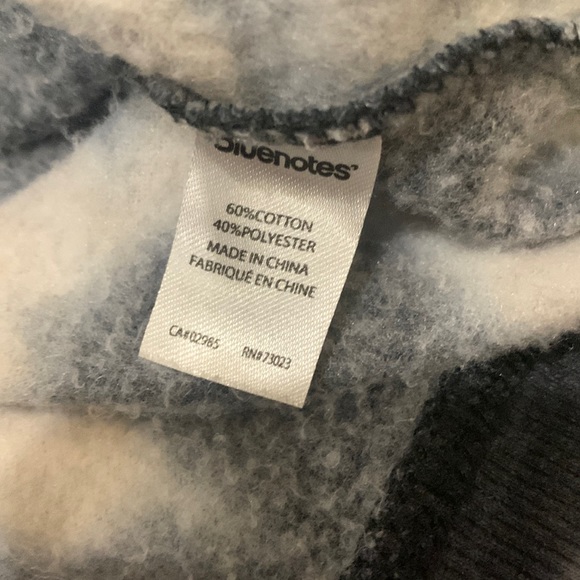 bluenotes
60%COTTON
40%POLYESTER
MADE IN CHINA
FABRIQUÉ EN CHINE
CA#02985 RN#73023